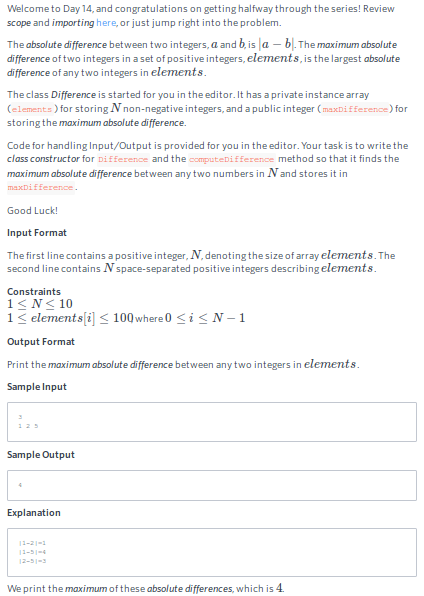 Welcome to Day 14, and congratulations on getting halfway through the series! Review
scope and importing here, or just jump right into the problem.
The absolute difference between two integers, a and b, is |a − b|. The maximum absolute
difference of two integers in a set of positive integers, elements, is the largest absolute
difference of any two integers in elements.
The class Difference is started for you in the editor. It has a private instance array
(elements) for storing N non-negative integers, and a public integer (maxDifference) for
storing the maximum absolute difference.
Code for handling Input/Output is provided for you in the editor. Your task is to write the
class constructor for Difference and the computeDifference method so that it finds the
maximum absolute difference between any two numbers in N and stores it in
maxDifference.
Good Luck!
Input Format
The first line contains a positive integer, N, denoting the size of array elements. The
second line contains N space-separated positive integers describing elements.
Constraints
1 ≤ N ≤ 10
1 ≤ elements[i] ≤ 100, where 0 ≤ i ≤ N − 1
Output Format
Print the maximum absolute difference between any two integers in elements.
Sample Input
3
1 2 5
Sample Output
4
Explanation
|1-2|=1
|1-5|=4
|2-5|=3
We print the maximum of these absolute differences, which is 4.